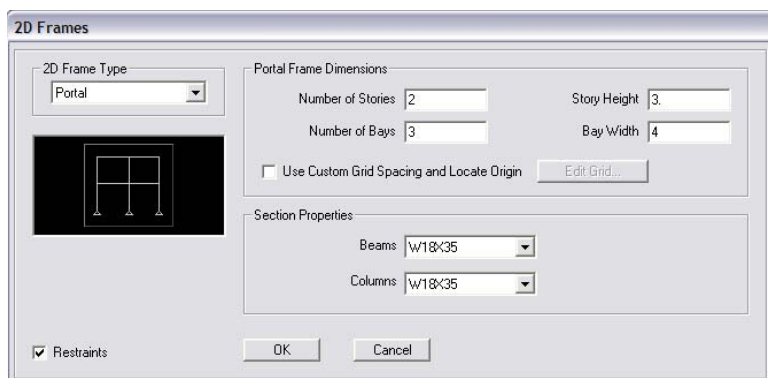 2D Frames
2D Frame Type
Portal
Portal Frame Dimensions
Number of Stories 2 Story Height 3.
Number of Bays 3 Bay Width 4
Use Custom Grid Spacing and Locate Origin Edit Grid...
Section Properties
Beams W18X35
Columns W18X35
Restraints OK Cancel